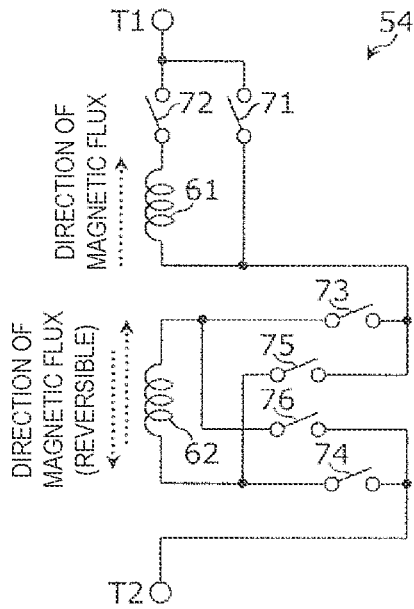 T1
54
72
71
DIRECTION OF
MAGNETIC FLUX
61
73
75
76
DIRECTION OF
MAGNETIC FLUX
(REVERSIBLE)
62
74
T2